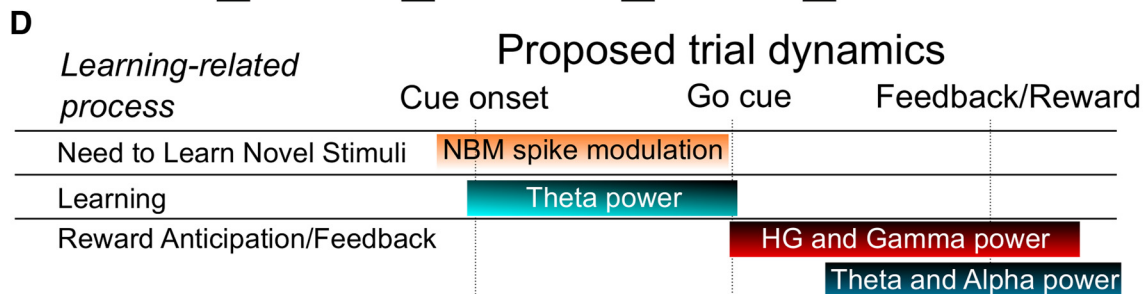 D
Proposed trial dynamics
Learning-related
process
Cue onset Go cue Feedback/Reward
Need to Learn Novel Stimuli NBM spike modulation
Learning Theta power
Reward Anticipation/Feedback HG and Gamma power
Theta and Alpha power